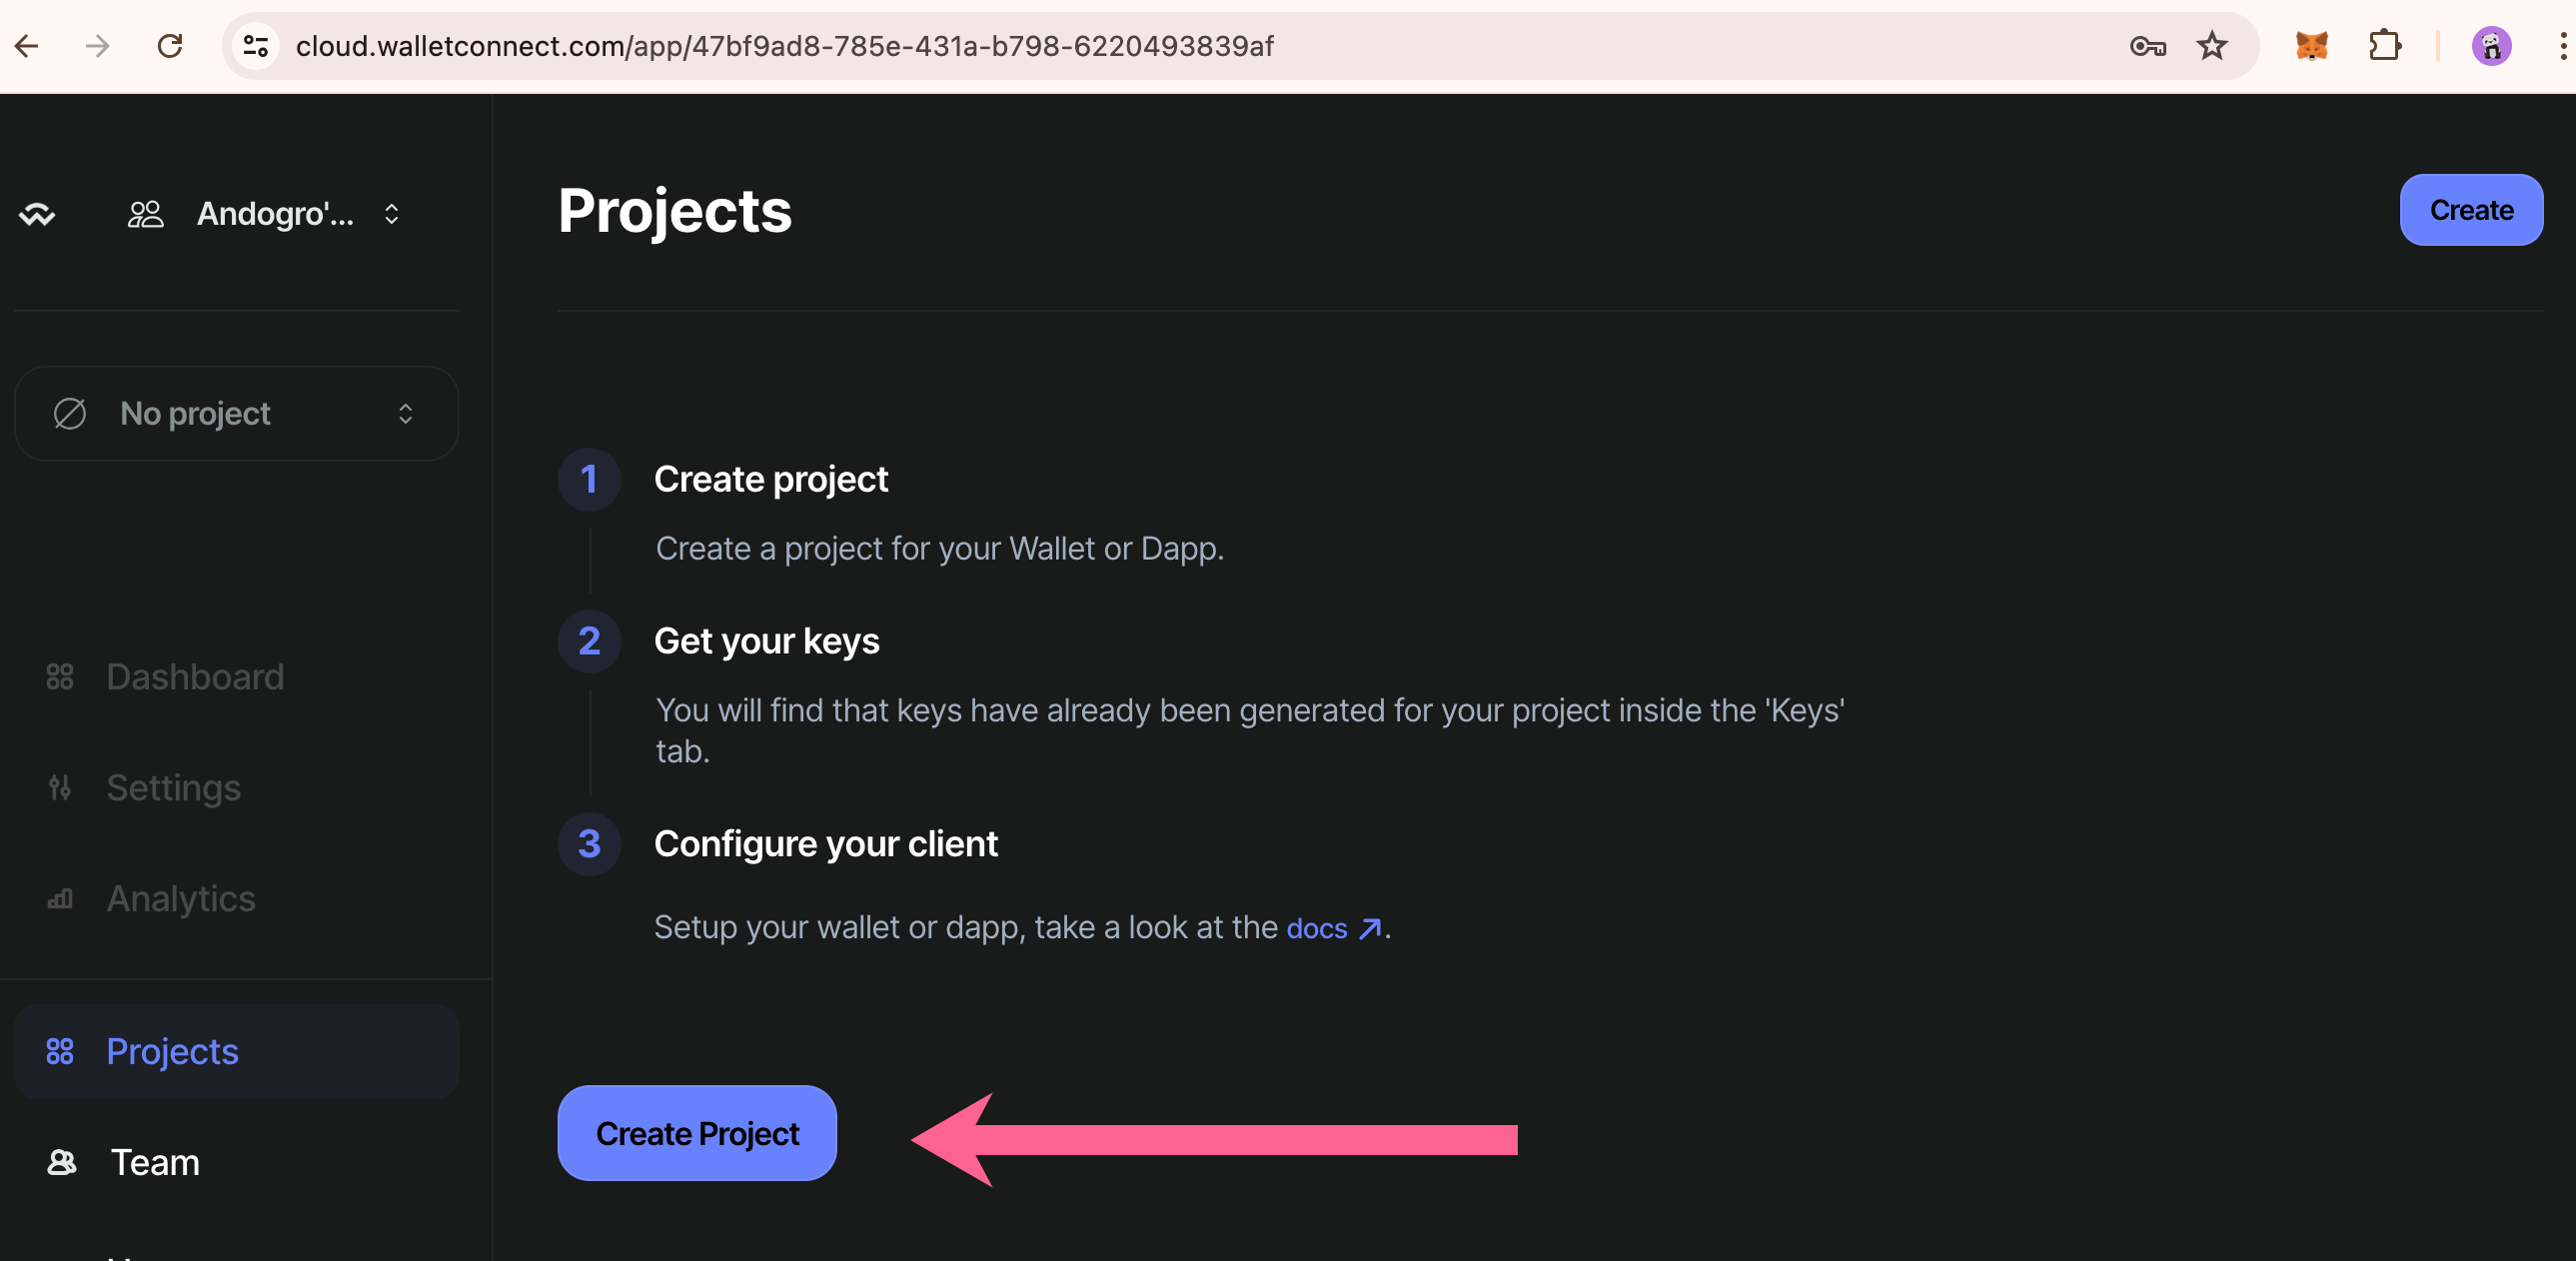 cloud.walletconnect.com/app/47bf9ad8-785e-431a-b798-6220493839af
Andogro'...
No project
Dashboard
Settings
Analytics
Projects
Team
Projects
Create
1
Create project
Create a project for your Wallet or Dapp.
2
Get your keys
You will find that keys have already been generated for your project inside the 'Keys'
tab.
3
Configure your client
Setup your wallet or dapp, take a look at the docs ↗.
Create Project